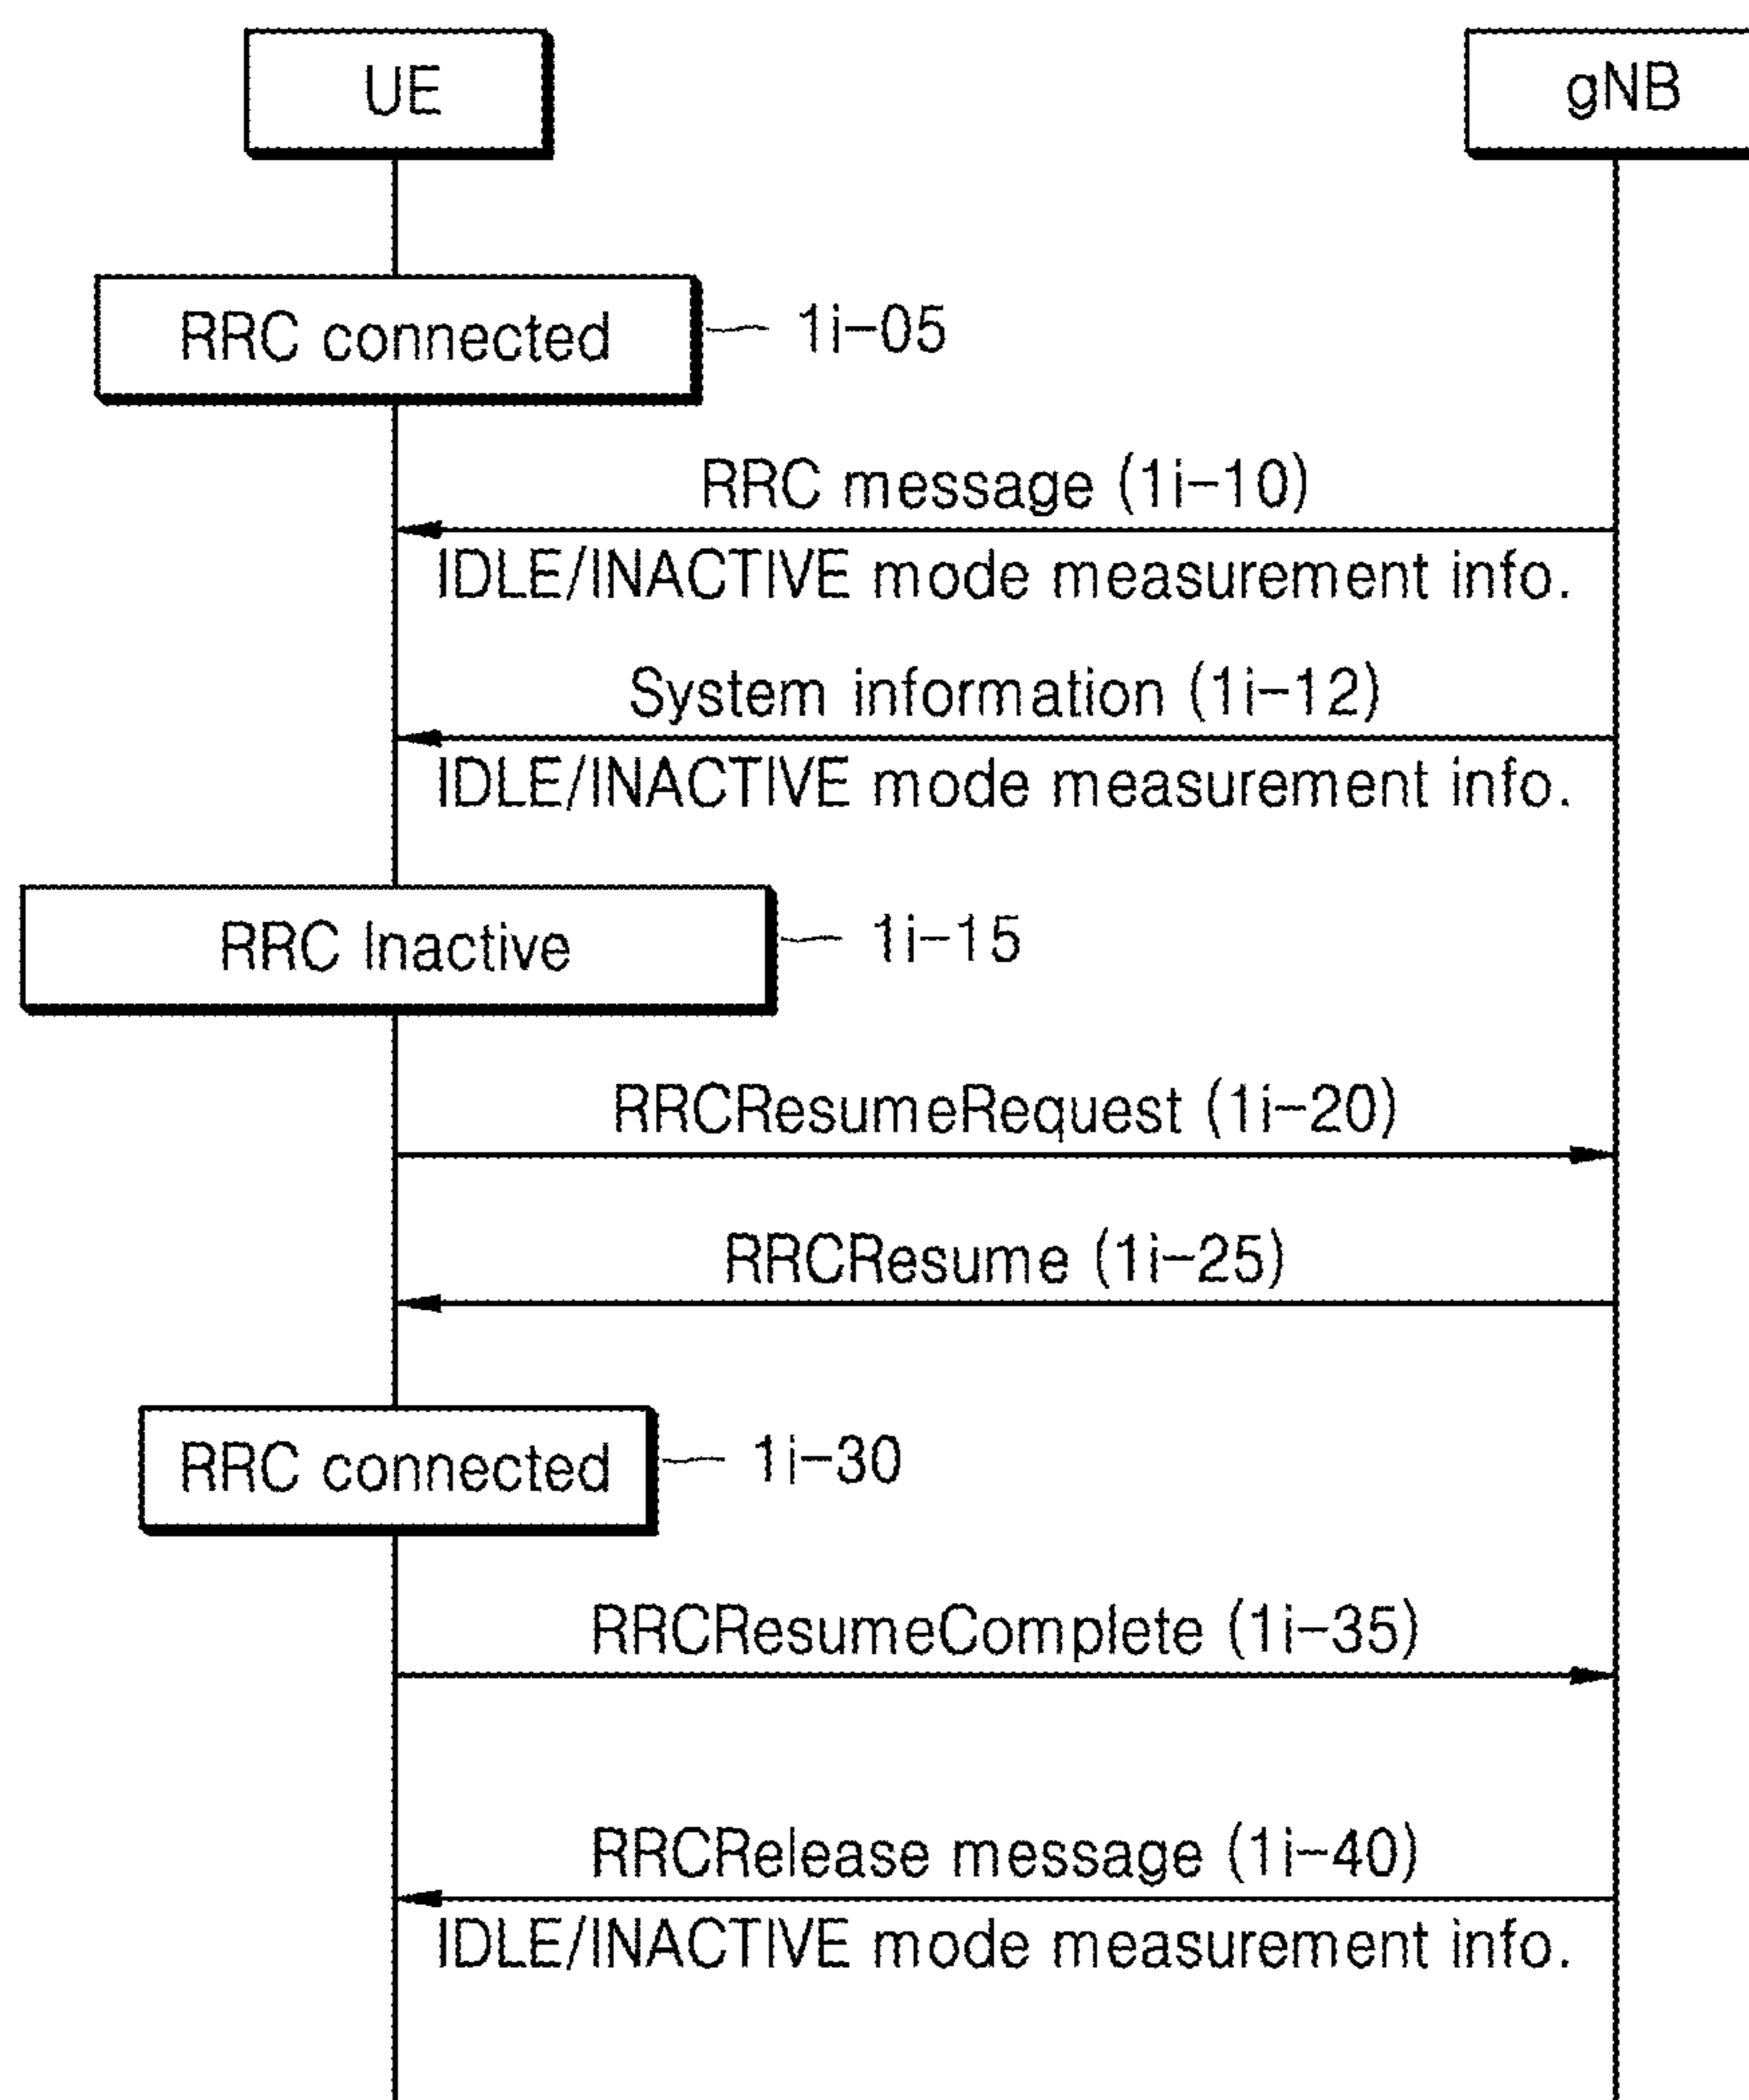 UE
gNB
RRC connected
1i-05
RRC message (1i-10)
IDLE/INACTIVE mode measurement info.
System information (1i-12)
IDLE/INACTIVE mode measurement info.
RRC Inactive
1i-15
RRCResumeRequest (1i-20)
RRCResume (1i-25)
RRC connected
1i-30
RRCResumeComplete (1i-35)
RRCRelease message (1i-40)
IDLE/INACTIVE mode measurement info.